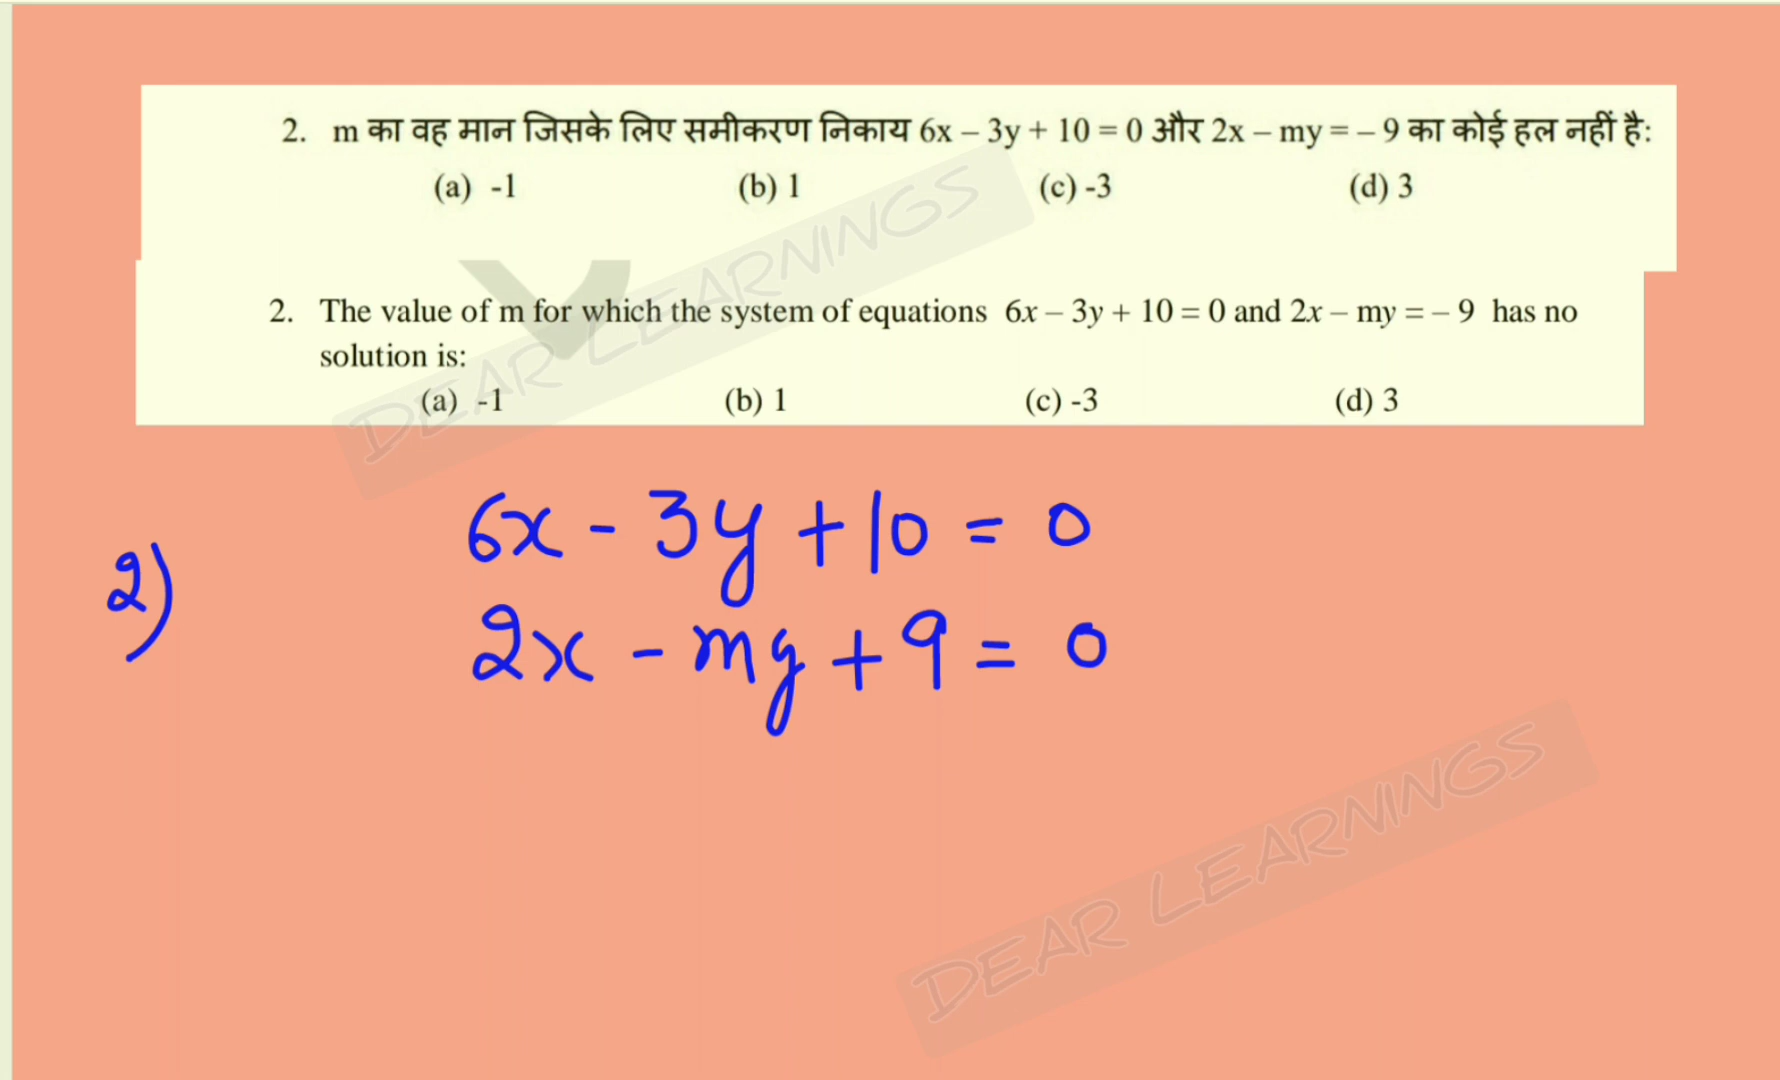 2. m का वह मान जिसके लिए समीकरण निकाय 6x – 3y + 10 = 0 और 2x – my = – 9 का कोई हल नहीं है:
(a) -1 (b) 1 (c) -3 (d) 3
2. The value of m for which the system of equations 6x – 3y + 10 = 0 and 2x – my = – 9 has no
solution is:
(a) -1 (b) 1 (c) -3 (d) 3
DEAR LEARNINGS
2)
6x - 3y + 10 = 0
2x - my + 9 = 0
DEAR LEARNINGS